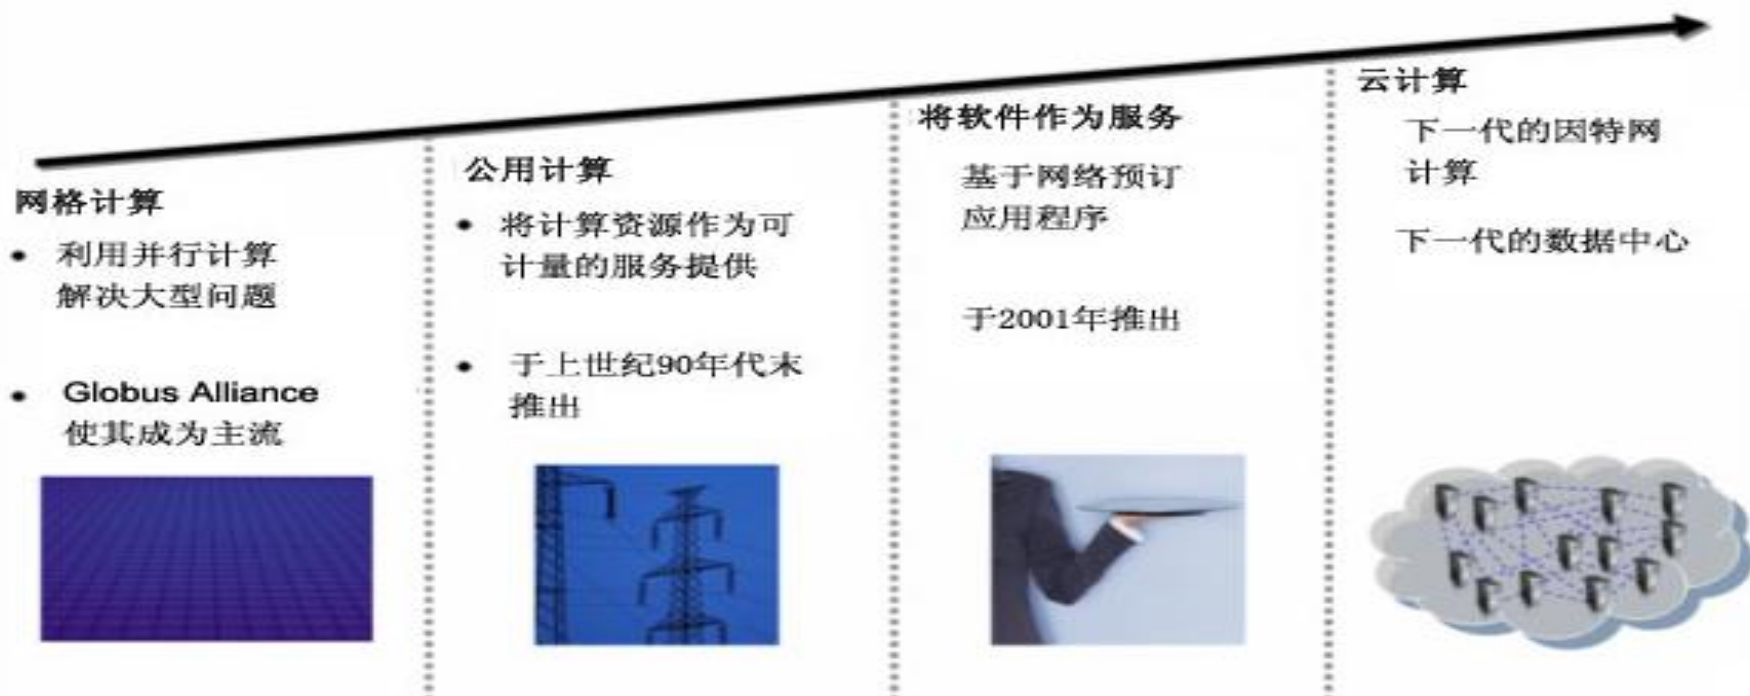 网格计算
• 利用并行计算
解决大型问题
• Globus Alliance
使其成为主流
公用计算
• 将计算资源作为可
计量的服务提供
• 于上世纪90年代末
推出
将软件作为服务
基于网络预订
应用程序
于2001年推出
云计算
下一代的因特网
计算
下一代的数据中心